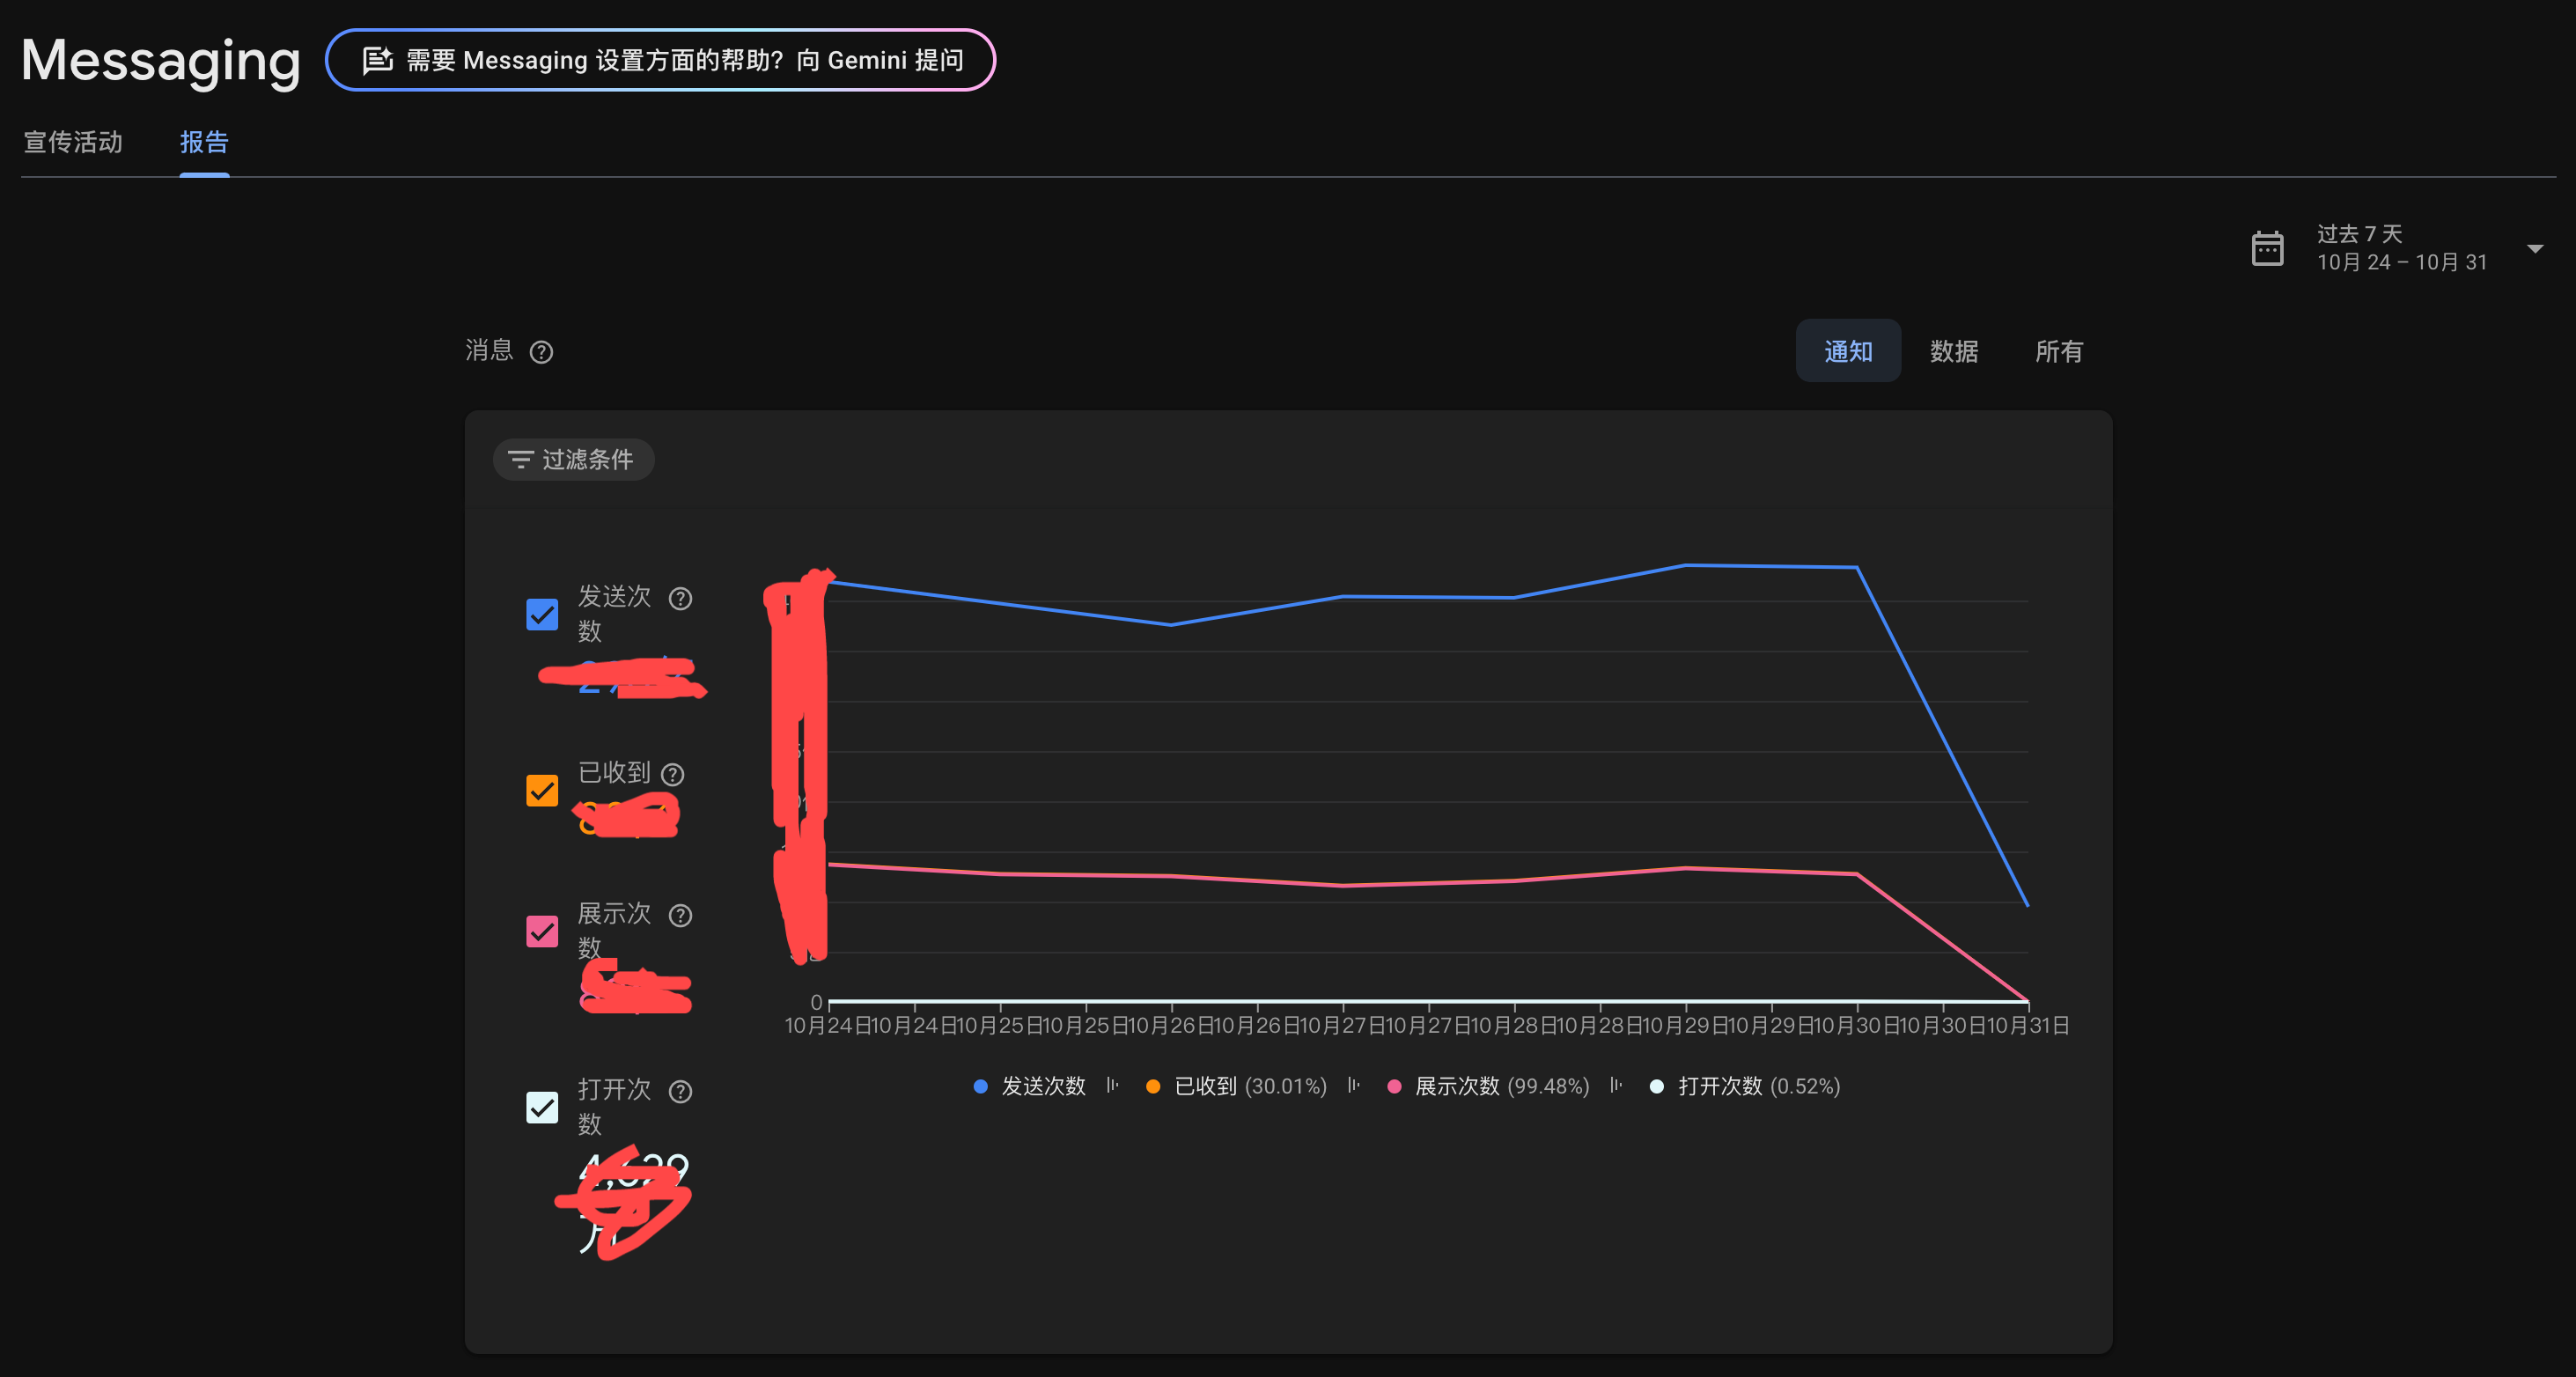 Messaging
需要 Messaging 设置方面的帮助？向 Gemini 提问
宣传活动
报告
过去 7 天
10月 24 – 10月 31
消息
通知
数据
所有
过滤条件
发送次
数
已收到
展示次
数
打开次
数
0
10月24日10月24日10月25日10月25日10月26日10月26日10月27日10月27日10月28日10月28日10月29日10月29日10月30日10月30日10月31日
发送次数
已收到 (30.01%)
展示次数 (99.48%)
打开次数 (0.52%)